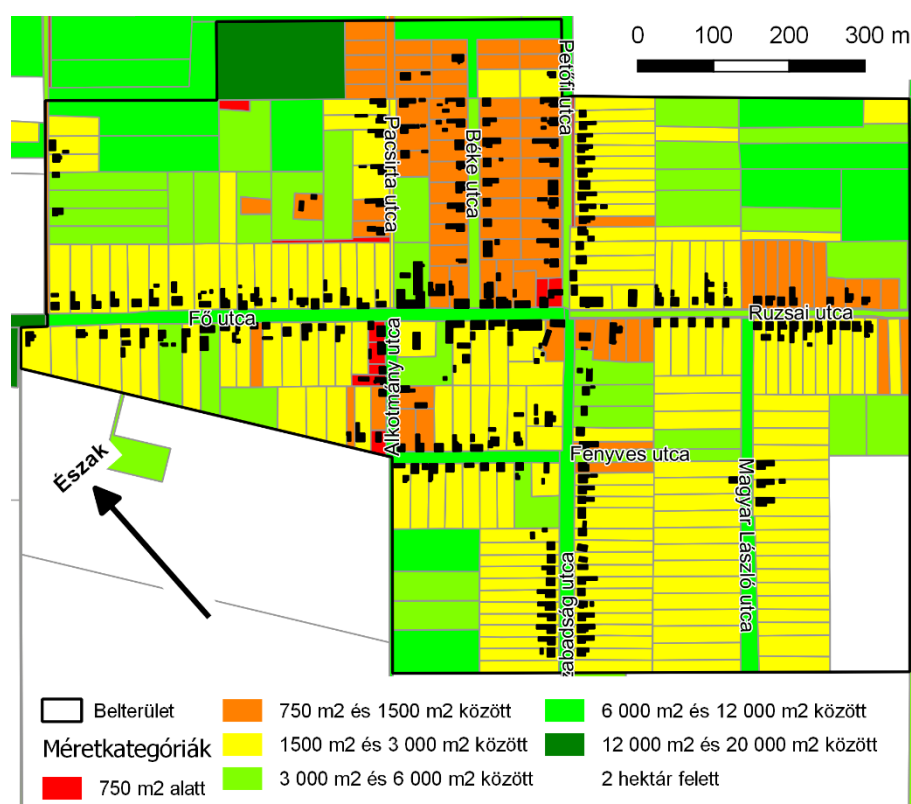 0 100 200 300 m
Petőfi utca
Pacsirta utca
Béke utca
Fő utca
Ruzsai utca
Alkotmány utca
Fenyves utca
Észak
Magyar László utca
zabadság utca
Belterület
Méretkategóriák
750 m2 alatt
750 m2 és 1500 m2 között
1500 m2 és 3 000 m2 között
3 000 m2 és 6 000 m2 között
6 000 m2 és 12 000 m2 között
12 000 m2 és 20 000 m2 között
2 hektár felett